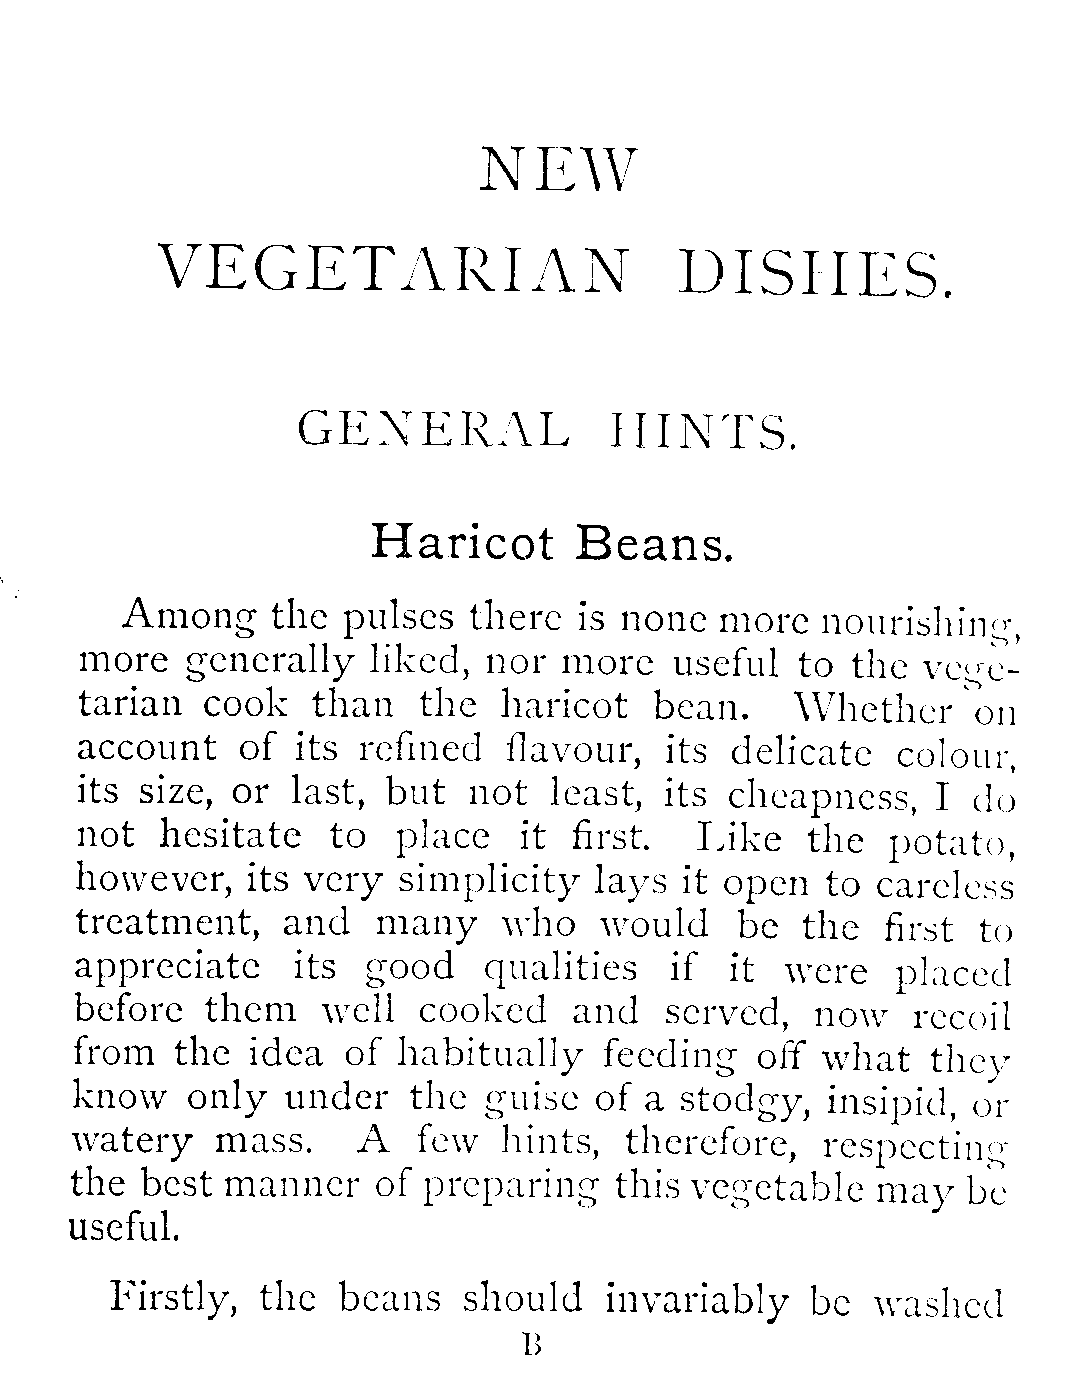 NEW
VEGETARIAN DISHES.
GENERAL HINTS.
Haricot Beans.
Among the pulses there is none more nourishing,
more generally liked, nor more useful to the vege-
tarian cook than the haricot bean. Whether on
account of its refined flavour, its delicate colour,
its size, or last, but not least, its cheapness, I do
not hesitate to place it first. Like the potato,
however, its very simplicity lays it open to careless
treatment, and many who would be the first to
appreciate its good qualities if it were placed
before them well cooked and served, now recoil
from the idea of habitually feeding off what they
know only under the guise of a stodgy, insipid, or
watery mass. A few hints, therefore, respecting
the best manner of preparing this vegetable may be
useful.
Firstly, the beans should invariably be washed
B